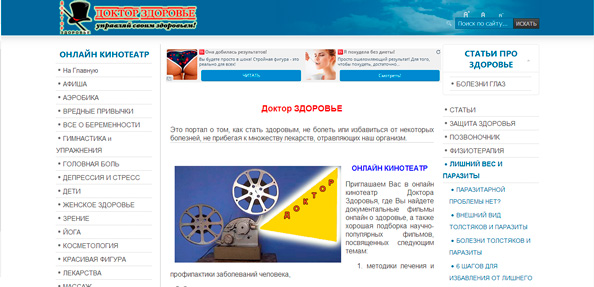 ДОКТОР ЗДОРОВЬЕ
управляй своим здоровьем!
ЗДОРОВЬЕ
Поиск по сайту...
ИСКАТЬ
ОНЛАЙН КИНОТЕАТР
На Главную
АФИША
АЭРОБИКА
ВРЕДНЫЕ ПРИВЫЧКИ
ВСЕ О БЕРЕМЕННОСТИ
ГИМНАСТИКА и
УПРАЖНЕНИЯ
ГОЛОВНАЯ БОЛЬ
ДЕПРЕССИЯ И СТРЕСС
ДЕТИ
ЖЕНСКОЕ ЗДОРОВЬЕ
ЗРЕНИЕ
ЙОГА
КОСМЕТОЛОГИЯ
КРАСИВАЯ ФИГУРА
ЛЕКАРСТВА
МАССАЖ
Она добилась результата!
Вы будете просто в шоке! Стройная фигура - это
реально для всех!
ЧИТАТЬ
Я похудела без диеты!
Просто ошеломляющий результат! Для того,
чтобы похудеть, достаточно...
Смотреть!
Доктор ЗДОРОВЬЕ
Это портал о том, как стать здоровым, не болеть или избавиться от некоторых
болезней, не прибегая к множеству лекарств, отравляющих наш организм.
ДОКТОР
ОНЛАЙН КИНОТЕАТР
Приглашаем Вас в онлайн
кинотеатр Доктора
Здоровья, где Вы найдете
документальные фильмы
онлайн о здоровье, а также
хорошая подборка научно-
популярных фильмов,
посвященных следующим
темам:
1. методики лечения и
профилактики заболеваний человека,
СТАТЬИ ПРО
ЗДОРОВЬЕ
БОЛЕЗНИ ГЛАЗ
СТАТЬИ
ЗАЩИТА ЗДОРОВЬЯ
ПОЗВОНОЧНИК
ФИЗИОТЕРАПИЯ
ЛИШНИЙ ВЕС И
ПАРАЗИТЫ
ПАРАЗИТАРНОЙ
ПРОБЛЕМЫ НЕТ?
ВНЕШНИЙ ВИД
ТОЛСТЯКОВ И ПАРАЗИТЫ
БОЛЕЗНИ ТОЛСТЯКОВ И
ПАРАЗИТЫ
6 ШАГОВ ДЛЯ
ИЗБАВЛЕНИЯ ОТ ЛИШНЕГО